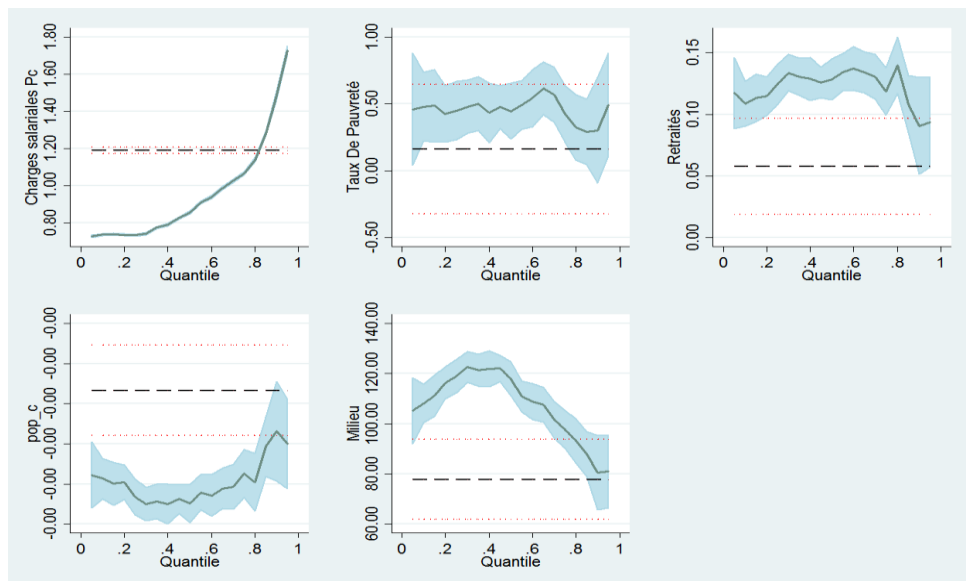 Charges salariales Pc
0.80 1.00 1.20 1.40 1.60 1.80
0 .2 .4 .6 .8 1
Quantile
Taux De Pauvreté
-0.50 0.00 0.50 1.00
0 .2 .4 .6 .8 1
Quantile
Retraités
0.00 0.05 0.10 0.15
0 .2 .4 .6 .8 1
Quantile
pop_c
-0.00 -0.00 -0.00 -0.00 -0.00 -0.00
0 .2 .4 .6 .8 1
Quantile
Milieu
60.00 80.00 100.00 120.00 140.00
0 .2 .4 .6 .8 1
Quantile